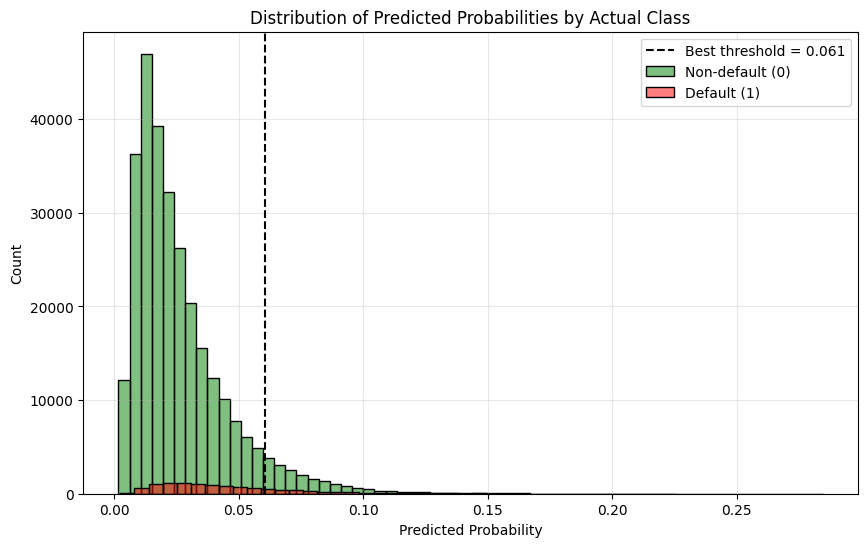 Distribution of Predicted Probabilities by Actual Class
Best threshold = 0.061
Non-default (0)
Default (1)
Count
40000
30000
20000
10000
0
0.00 0.05 0.10 0.15 0.20 0.25
Predicted Probability